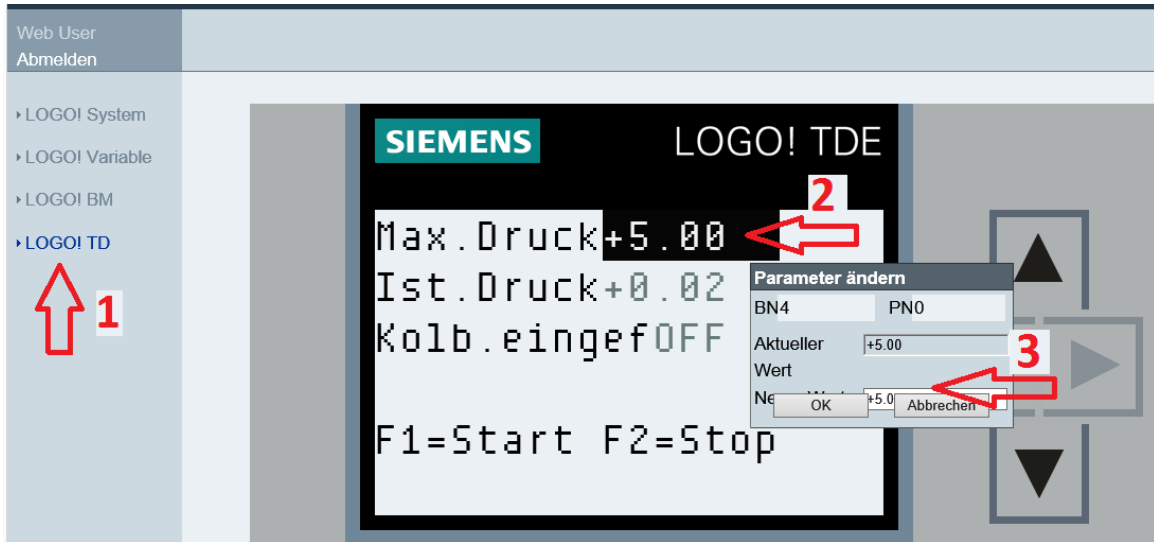 Web User
Abmelden
LOGO! System
LOGO! Variable
LOGO! BM
LOGO! TD
1
SIEMENS LOGO! TDE
2
Max.Druck+5.00
Ist.Druck+0.02
Kolb.eingefOFF
F1=Start F2=Stop
Parameter ändern
BN4 PN0
Aktueller +5.00
Wert
3
+5.0
OK Abbrechen